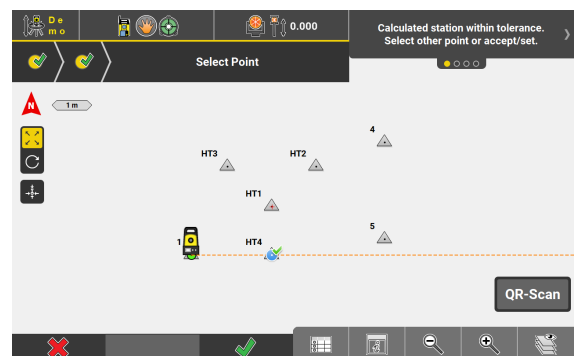 De
mo
0.000
Calculated station within tolerance.
Select other point or accept/set.
Select Point
N
1 m
4
HT3
HT2
HT1
5
1
HT4
QR-Scan